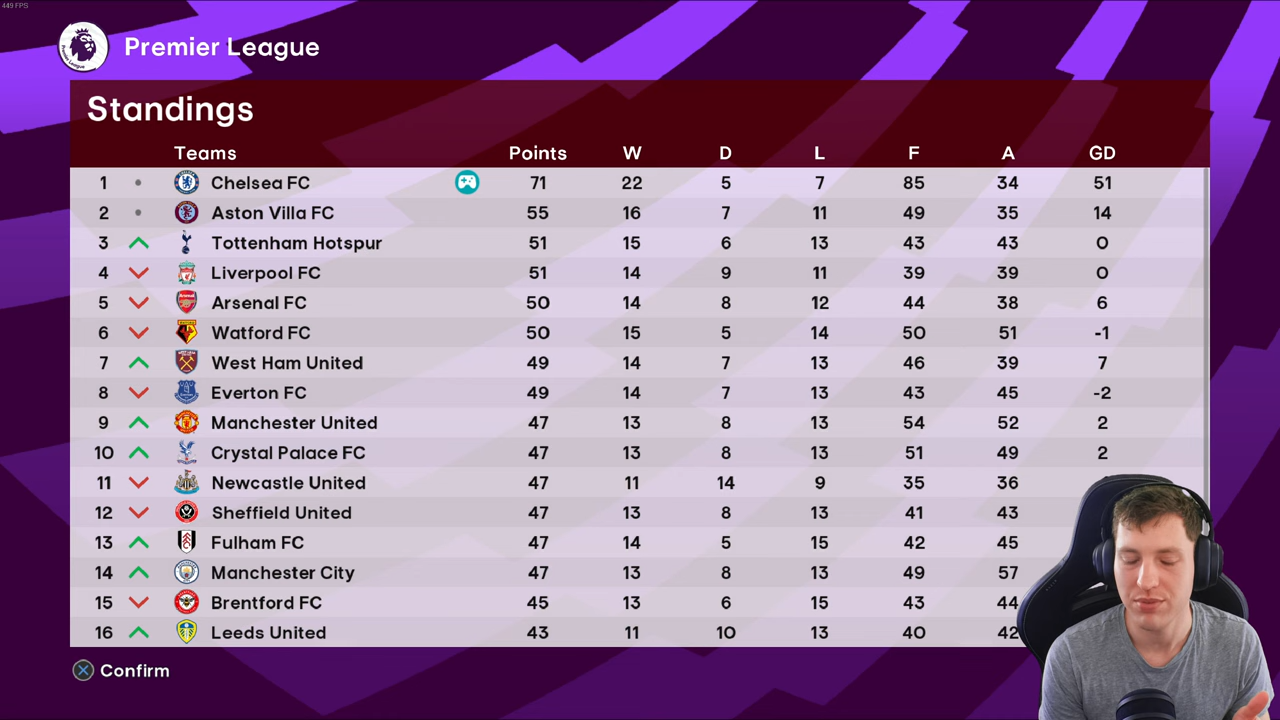 449 FPS
Premier League
Standings
Teams Points W D L F A GD
1 Chelsea FC 71 22 5 7 85 34 51
2 Aston Villa FC 55 16 7 11 49 35 14
3 Tottenham Hotspur 51 15 6 13 43 43 0
4 Liverpool FC 51 14 9 11 39 39 0
5 Arsenal FC 50 14 8 12 44 38 6
6 Watford FC 50 15 5 14 50 51 -1
7 West Ham United 49 14 7 13 46 39 7
8 Everton FC 49 14 7 13 43 45 -2
9 Manchester United 47 13 8 13 54 52 2
10 Crystal Palace FC 47 13 8 13 51 49 2
11 Newcastle United 47 11 14 9 35 36
12 Sheffield United 47 13 8 13 41 43
13 Fulham FC 47 14 5 15 42 45
14 Manchester City 47 13 8 13 49 57
15 Brentford FC 45 13 6 15 43 44
16 Leeds United 43 11 10 13 40 42
Confirm